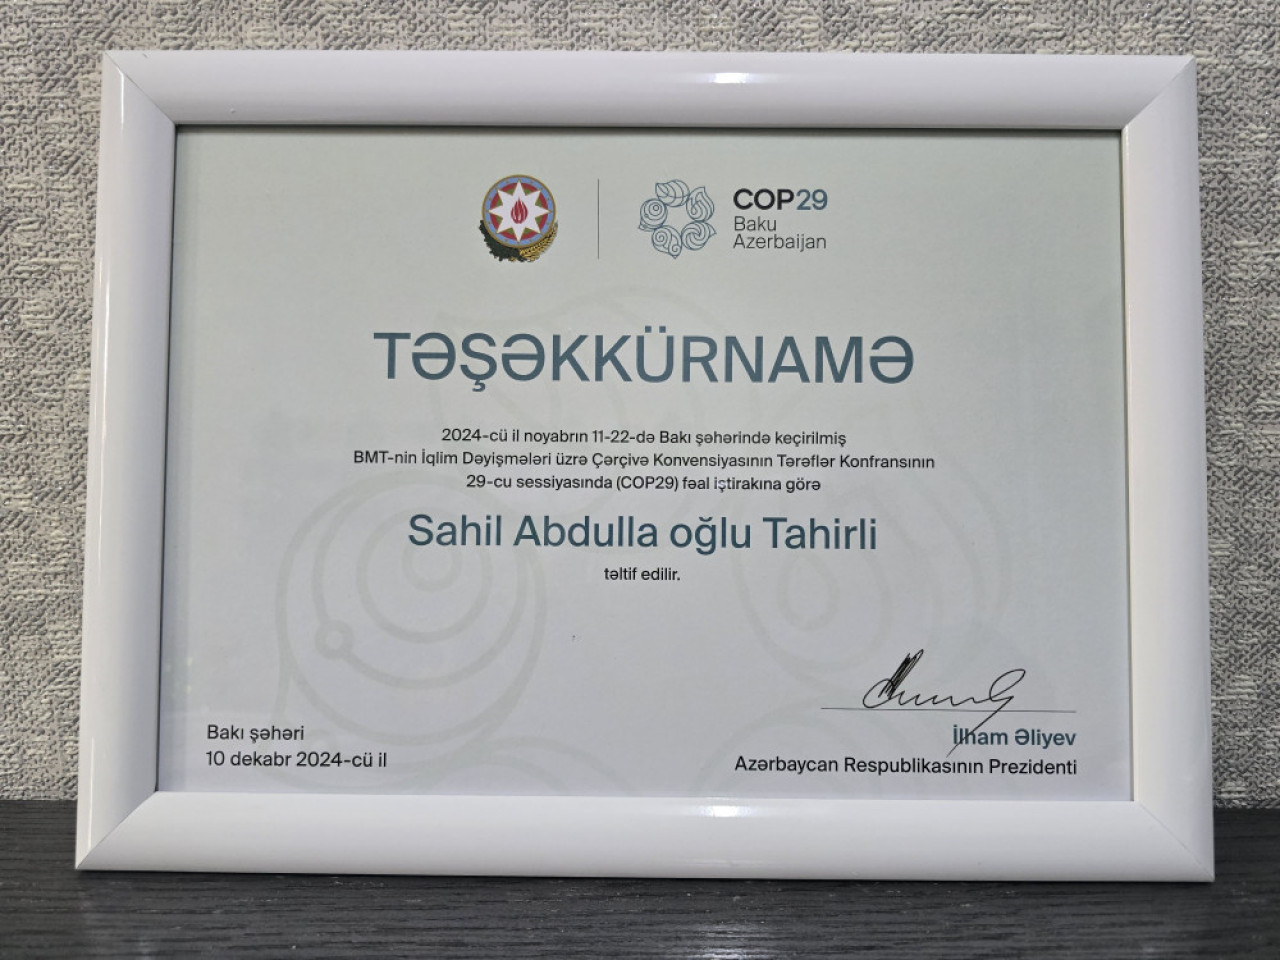 COP29
Baku
Azerbaijan
TƏŞƏKKÜRNAMƏ
2024-cü il noyabrın 11-22-də Bakı şəhərində keçirilmiş
BMT-nin İqlim Dəyişmələri üzrə Çərçivə Konvensiyasının Tərəflər Konfransının
29-cu sessiyasında (COP29) fəal iştirakına görə
Sahil Abdulla oğlu Tahirli
təltif edilir.
Bakı şəhəri
10 dekabr 2024-cü il
İlham Əliyev
Azərbaycan Respublikasının Prezidenti